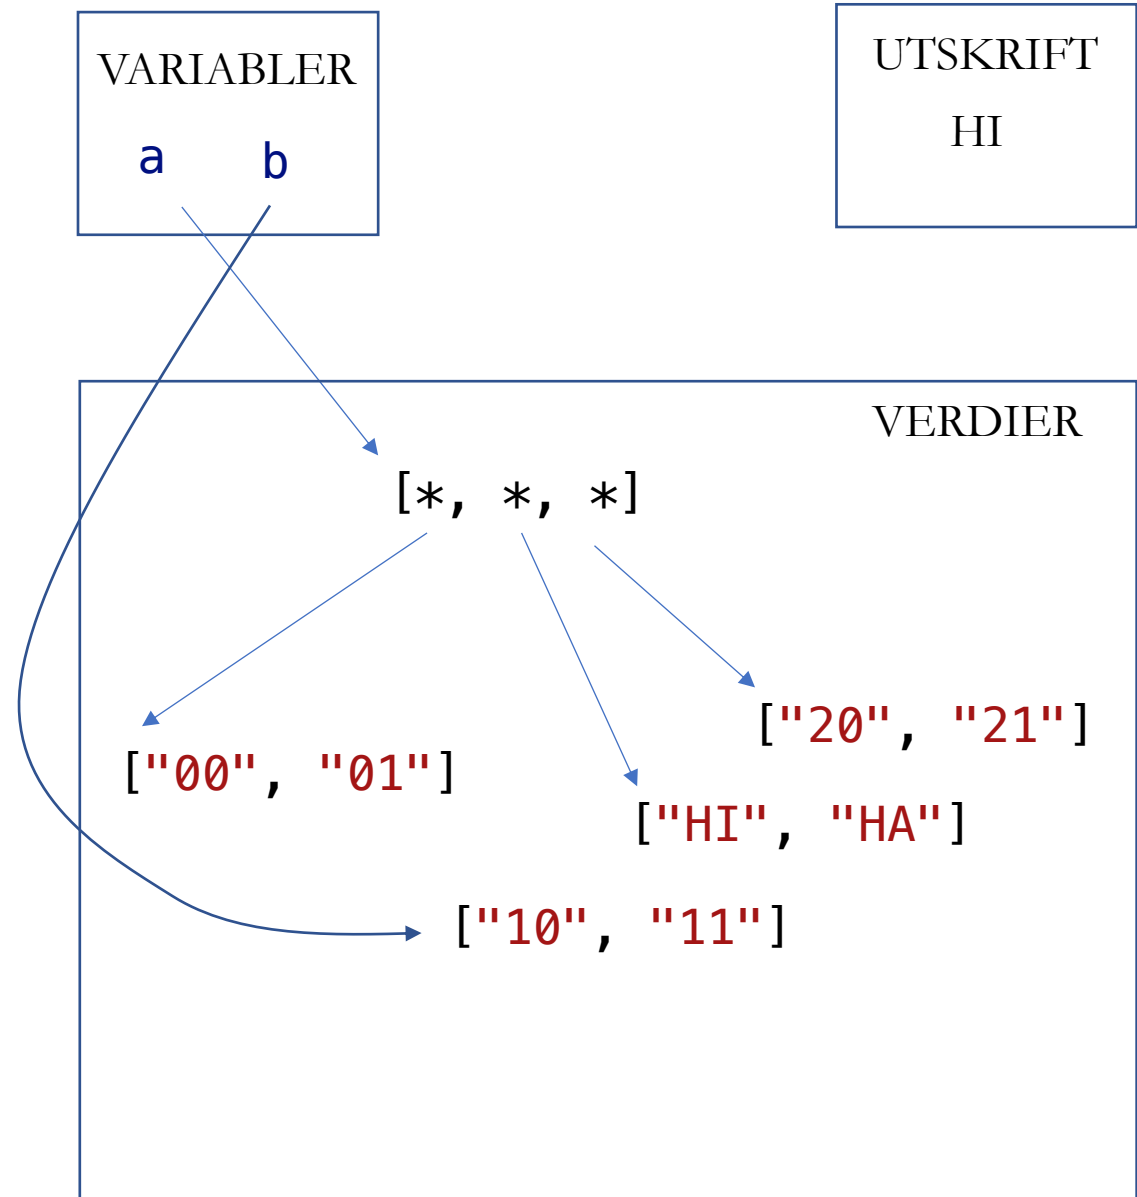 VARIABLER
a b
UTSKRIFT
HI
VERDIER
[*, *, *]
["20", "21"]
["00", "01"]
["HI", "HA"]
["10", "11"]